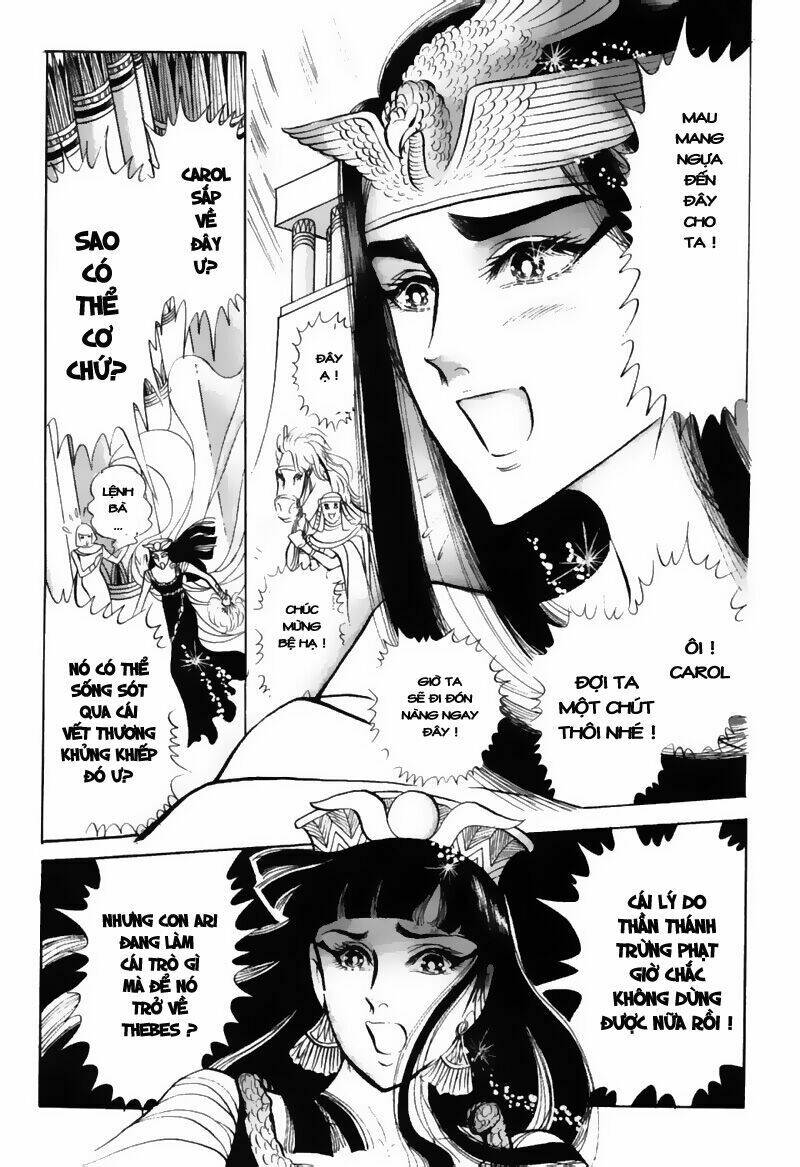 MAU
MANG
NGỰA
ĐẾN
ĐÂY
CHO
TA !
ĐÂY
Ạ !
CHÚC
MỪNG
BỆ HẠ !
ÔI !
CAROL
ĐỢI TA
MỘT CHÚT
THÔI NHÉ !
GIỜ TA
SẼ ĐI ĐÓN
NÀNG NGAY
ĐÂY !
CAROL
SẮP
VỀ
ĐÂY
Ư?
SAO
CÓ
THỂ
CƠ
CHỨ?
LỆNH
BÀ
...
NÓ CÓ THỂ
SỐNG SÓT
QUA CÁI
VẾT THƯƠNG
KHỦNG KHIẾP
ĐÓ Ư?
CÁI LÝ DO
THẦN THÁNH
TRỪNG PHẠT
GIỜ CHẮC
KHÔNG DÙNG
ĐƯỢC NỮA RỒI !
NHƯNG CON ARI
ĐANG LÀM
CÁI TRÒ GÌ
MÀ ĐỂ NÓ
TRỞ VỀ
THEBES ?